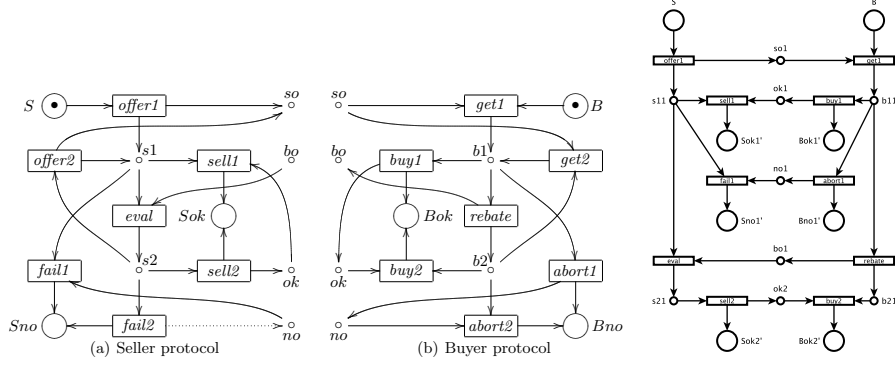 S offer1 so
offer2 s1 sell1 bo
eval Sok
fail1 s2 sell2 ok
Sno fail2 no
(a) Seller protocol
so get1 B
bo buy1 b1 get2
Bok rebate
ok buy2 b2 abort1
no abort2 Bno
(b) Buyer protocol
S B
offer1 so1 get1
s11 sell1 ok1 buy1 b11
Sok1' Bok1'
fail1 no1 abort1
Sno1' Bno1'
eval bo1 rebate
s21 sell2 ok2 buy2 b21
Sok2' Bok2'